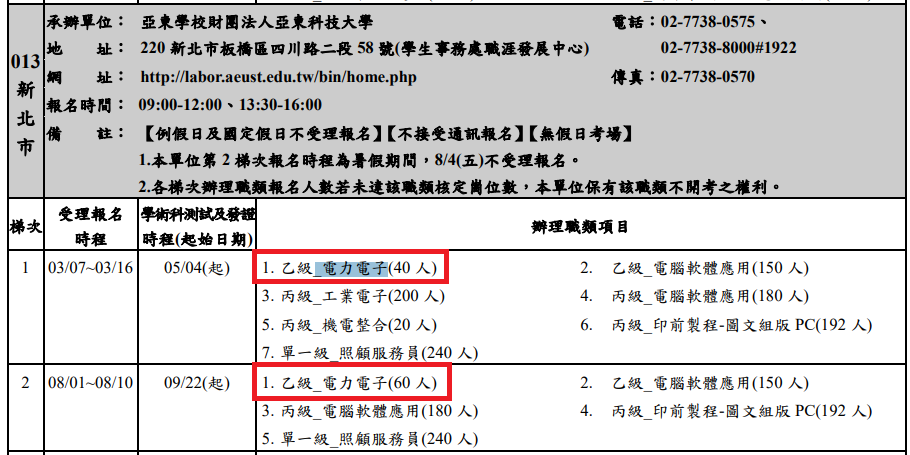 013
新
北
市
承辦單位： 亞東學校財團法人亞東科技大學 電話：02-7738-0575、
地 址： 220 新北市板橋區四川路二段 58 號(學生事務處職涯發展中心) 02-7738-8000#1922
網 址： http://labor.aeust.edu.tw/bin/home.php 傳真：02-7738-0570
報名時間： 09:00-12:00、13:30-16:00
備 註： 【例假日及國定假日不受理報名】【不接受通訊報名】【無假日考場】
1.本單位第 2 梯次報名時程為暑假期間，8/4(五)不受理報名。
2.各梯次辦理職類報名人數若未達該職類核定崗位數，本單位保有該職類不開考之權利。
梯次 受理報名時程 學術科測試及發證時程(起始日期) 辦理職類項目
1 03/07~03/16 05/04(起) 1. 乙級_電力電子(40 人) 2. 乙級_電腦軟體應用(150 人)
3. 丙級_工業電子(200 人) 4. 丙級_電腦軟體應用(180 人)
5. 丙級_機電整合(20 人) 6. 丙級_印前製程-圖文組版 PC(192 人)
7. 單一級_照顧服務員(240 人)
2 08/01~08/10 09/22(起) 1. 乙級_電力電子(60 人) 2. 乙級_電腦軟體應用(150 人)
3. 丙級_電腦軟體應用(180 人) 4. 丙級_印前製程-圖文組版 PC(192 人)
5. 單一級_照顧服務員(240 人)